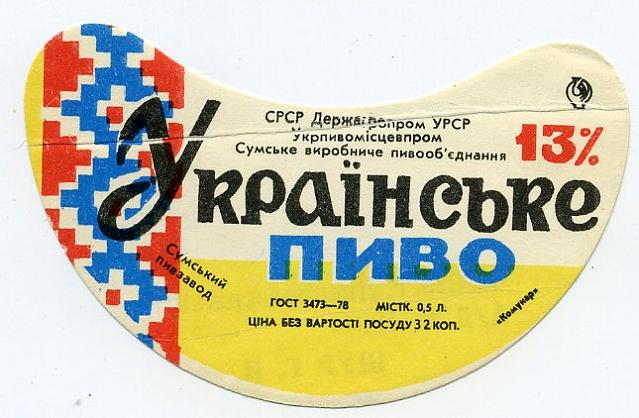 СРСР Держагропром УРСР
Укрпивомісцевпром
Сумське виробниче пивооб'єднання
13%
Українське
ПИВО
Сумський
пивзавод
ГОСТ 3473—78 МІСТК. 0,5 Л.
ЦІНА БЕЗ ВАРТОСТІ ПОСУДУ 32 КОП.
«Комунар»